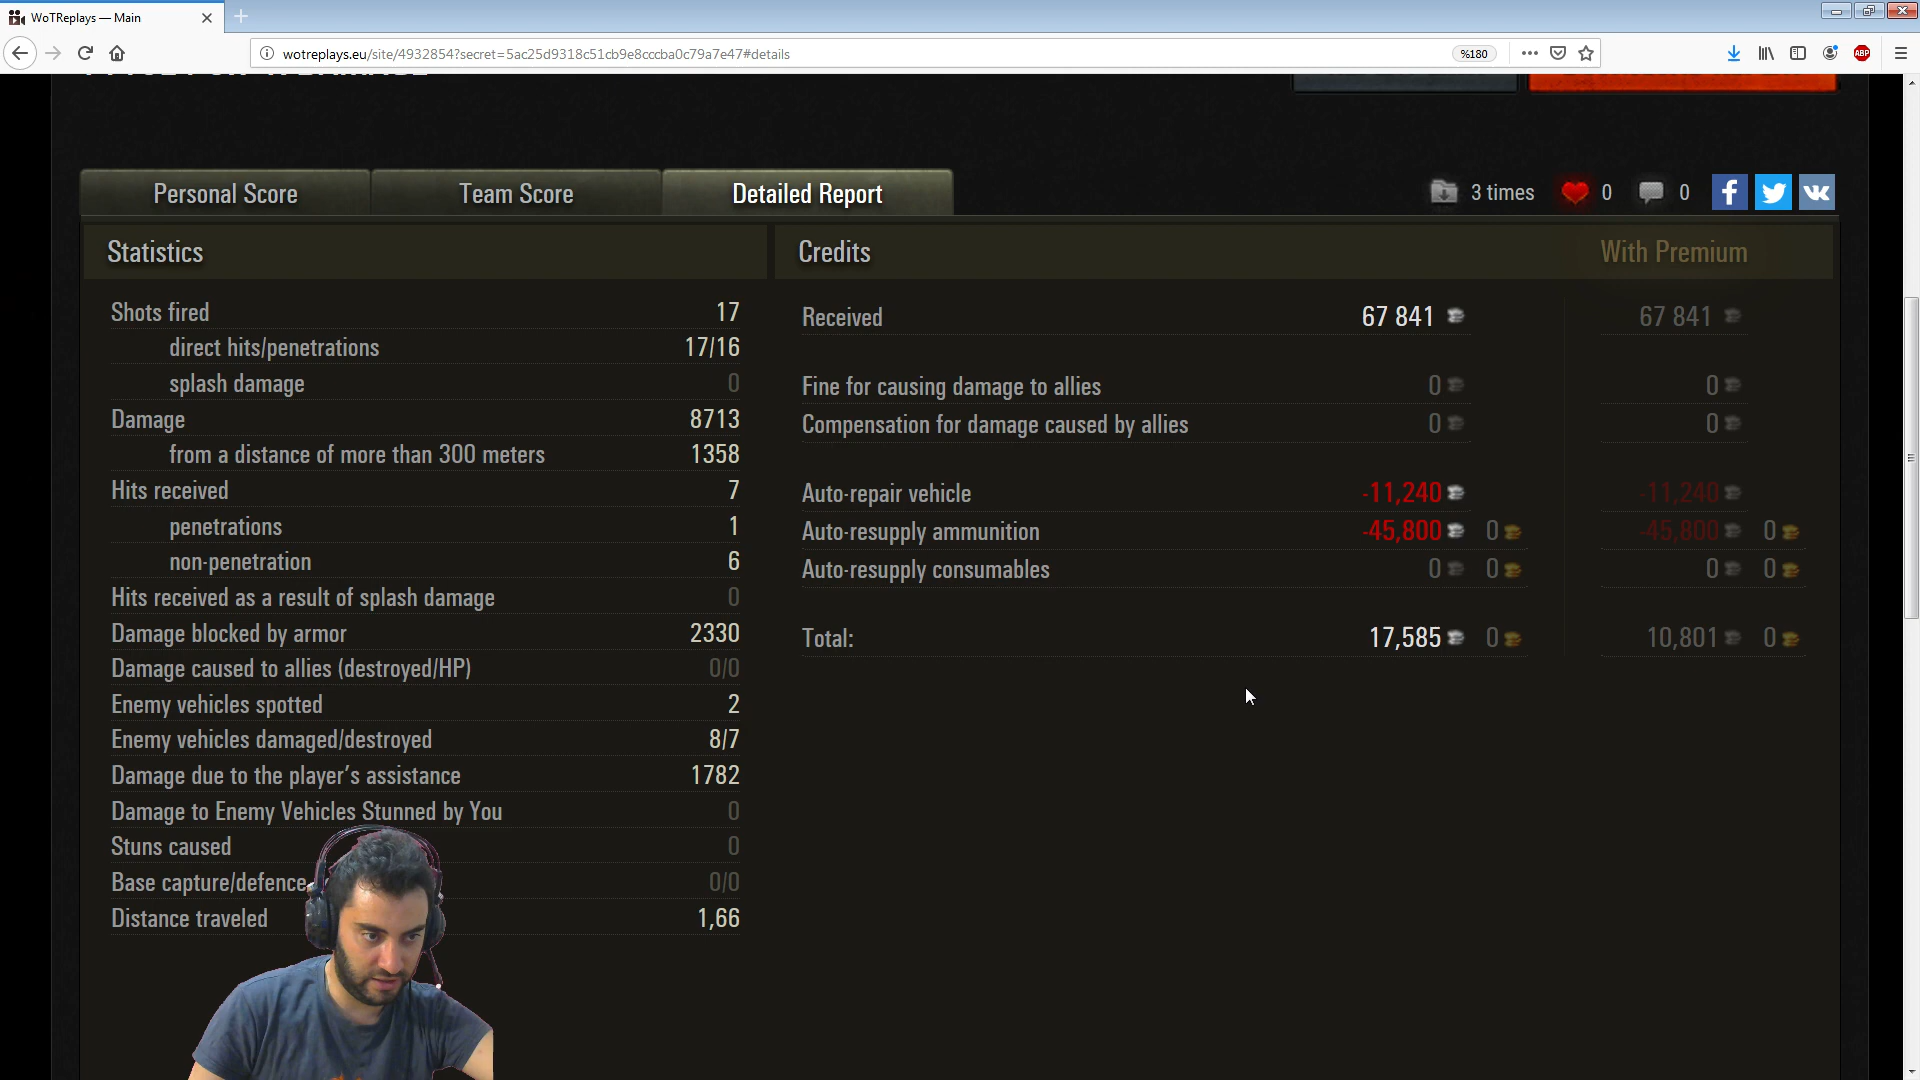 WoTReplays — Main
wotreplays.eu/site/4932854?secret=5ac25d9318c51cb9e8cccba0c79a7e47#details
%180
ABP
Personal Score
Team Score
Detailed Report
3 times
0
0
Statistics
Credits
With Premium
Shots fired 17
direct hits/penetrations 17/16
splash damage 0
Damage 8713
from a distance of more than 300 meters 1358
Hits received 7
penetrations 1
non-penetration 6
Hits received as a result of splash damage 0
Damage blocked by armor 2330
Damage caused to allies (destroyed/HP) 0/0
Enemy vehicles spotted 2
Enemy vehicles damaged/destroyed 8/7
Damage due to the player's assistance 1782
Damage to Enemy Vehicles Stunned by You 0
Stuns caused 0
Base capture/defence 0/0
Distance traveled 1,66
Received 67 841 67 841
Fine for causing damage to allies 0 0
Compensation for damage caused by allies 0 0
Auto-repair vehicle -11,240 -11,240
Auto-resupply ammunition -45,800 0 -45,800 0
Auto-resupply consumables 0 0 0 0
Total: 17,585 0 10,801 0